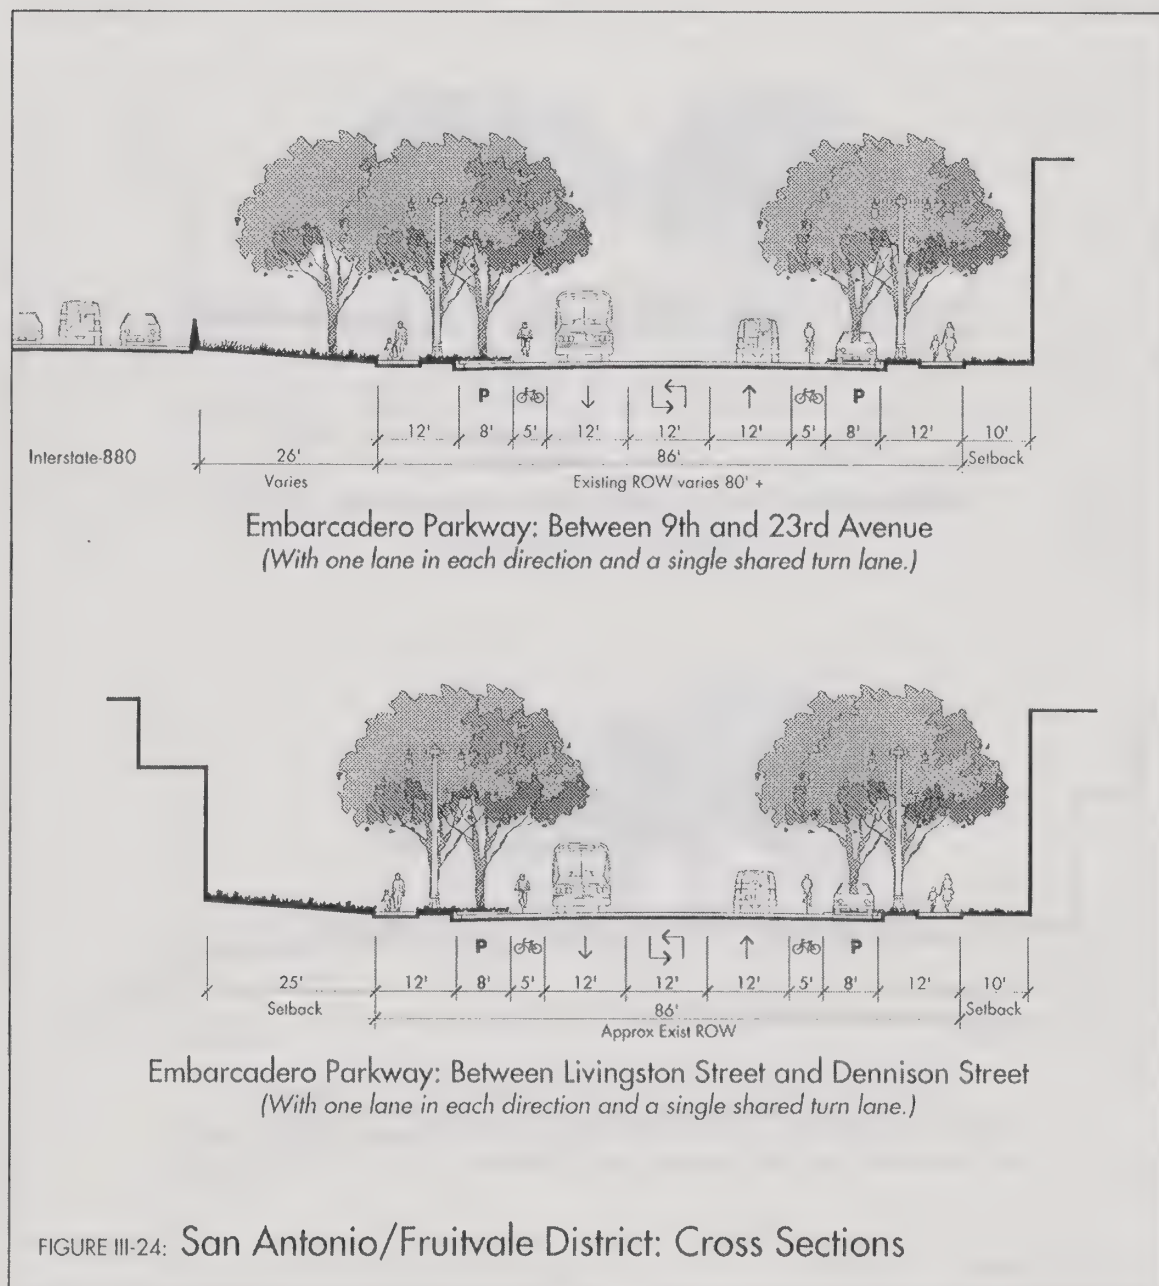 P P
12' 8' 5' 12' 12' 12' 5' 8' 12' 10'
Interstate-880 26' 86' Setback
Varies Existing ROW varies 80' +
Embarcadero Parkway: Between 9th and 23rd Avenue
(With one lane in each direction and a single shared turn lane.)
P P
25' 12' 8' 5' 12' 12' 12' 5' 8' 12' 10'
Setback 86' Setback
Approx Exist ROW
Embarcadero Parkway: Between Livingston Street and Dennison Street
(With one lane in each direction and a single shared turn lane.)
FIGURE III-24: San Antonio/Fruitvale District: Cross Sections